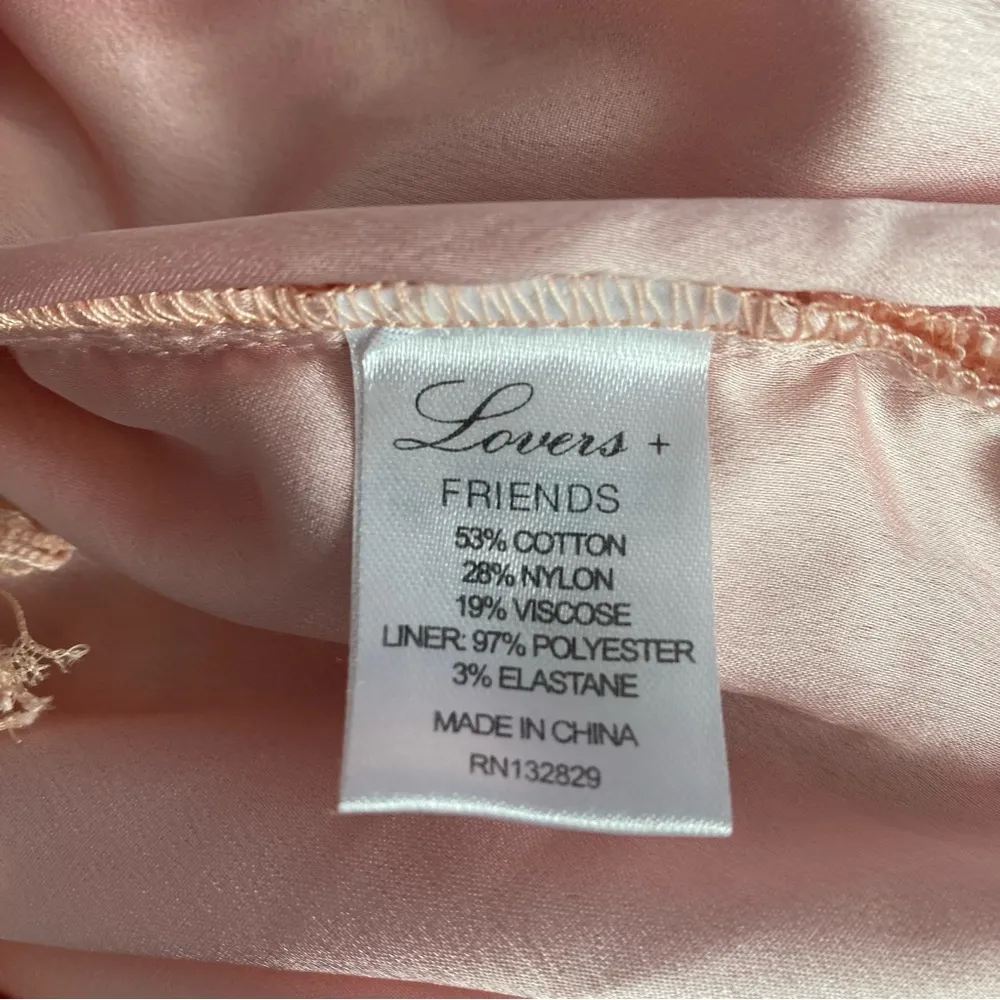 Lovers +
FRIENDS
53% COTTON
28% NYLON
19% VISCOSE
LINER: 97% POLYESTER
3% ELASTANE
MADE IN CHINA
RN132829